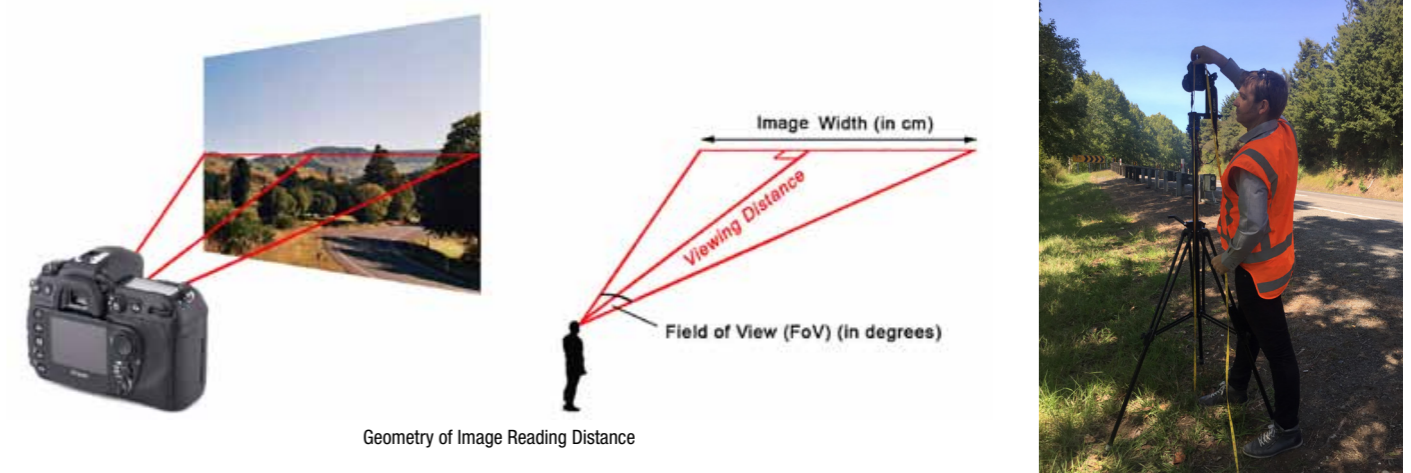 Image Width (in cm)
Viewing Distance
Field of View (FoV) (in degrees)
Geometry of Image Reading Distance